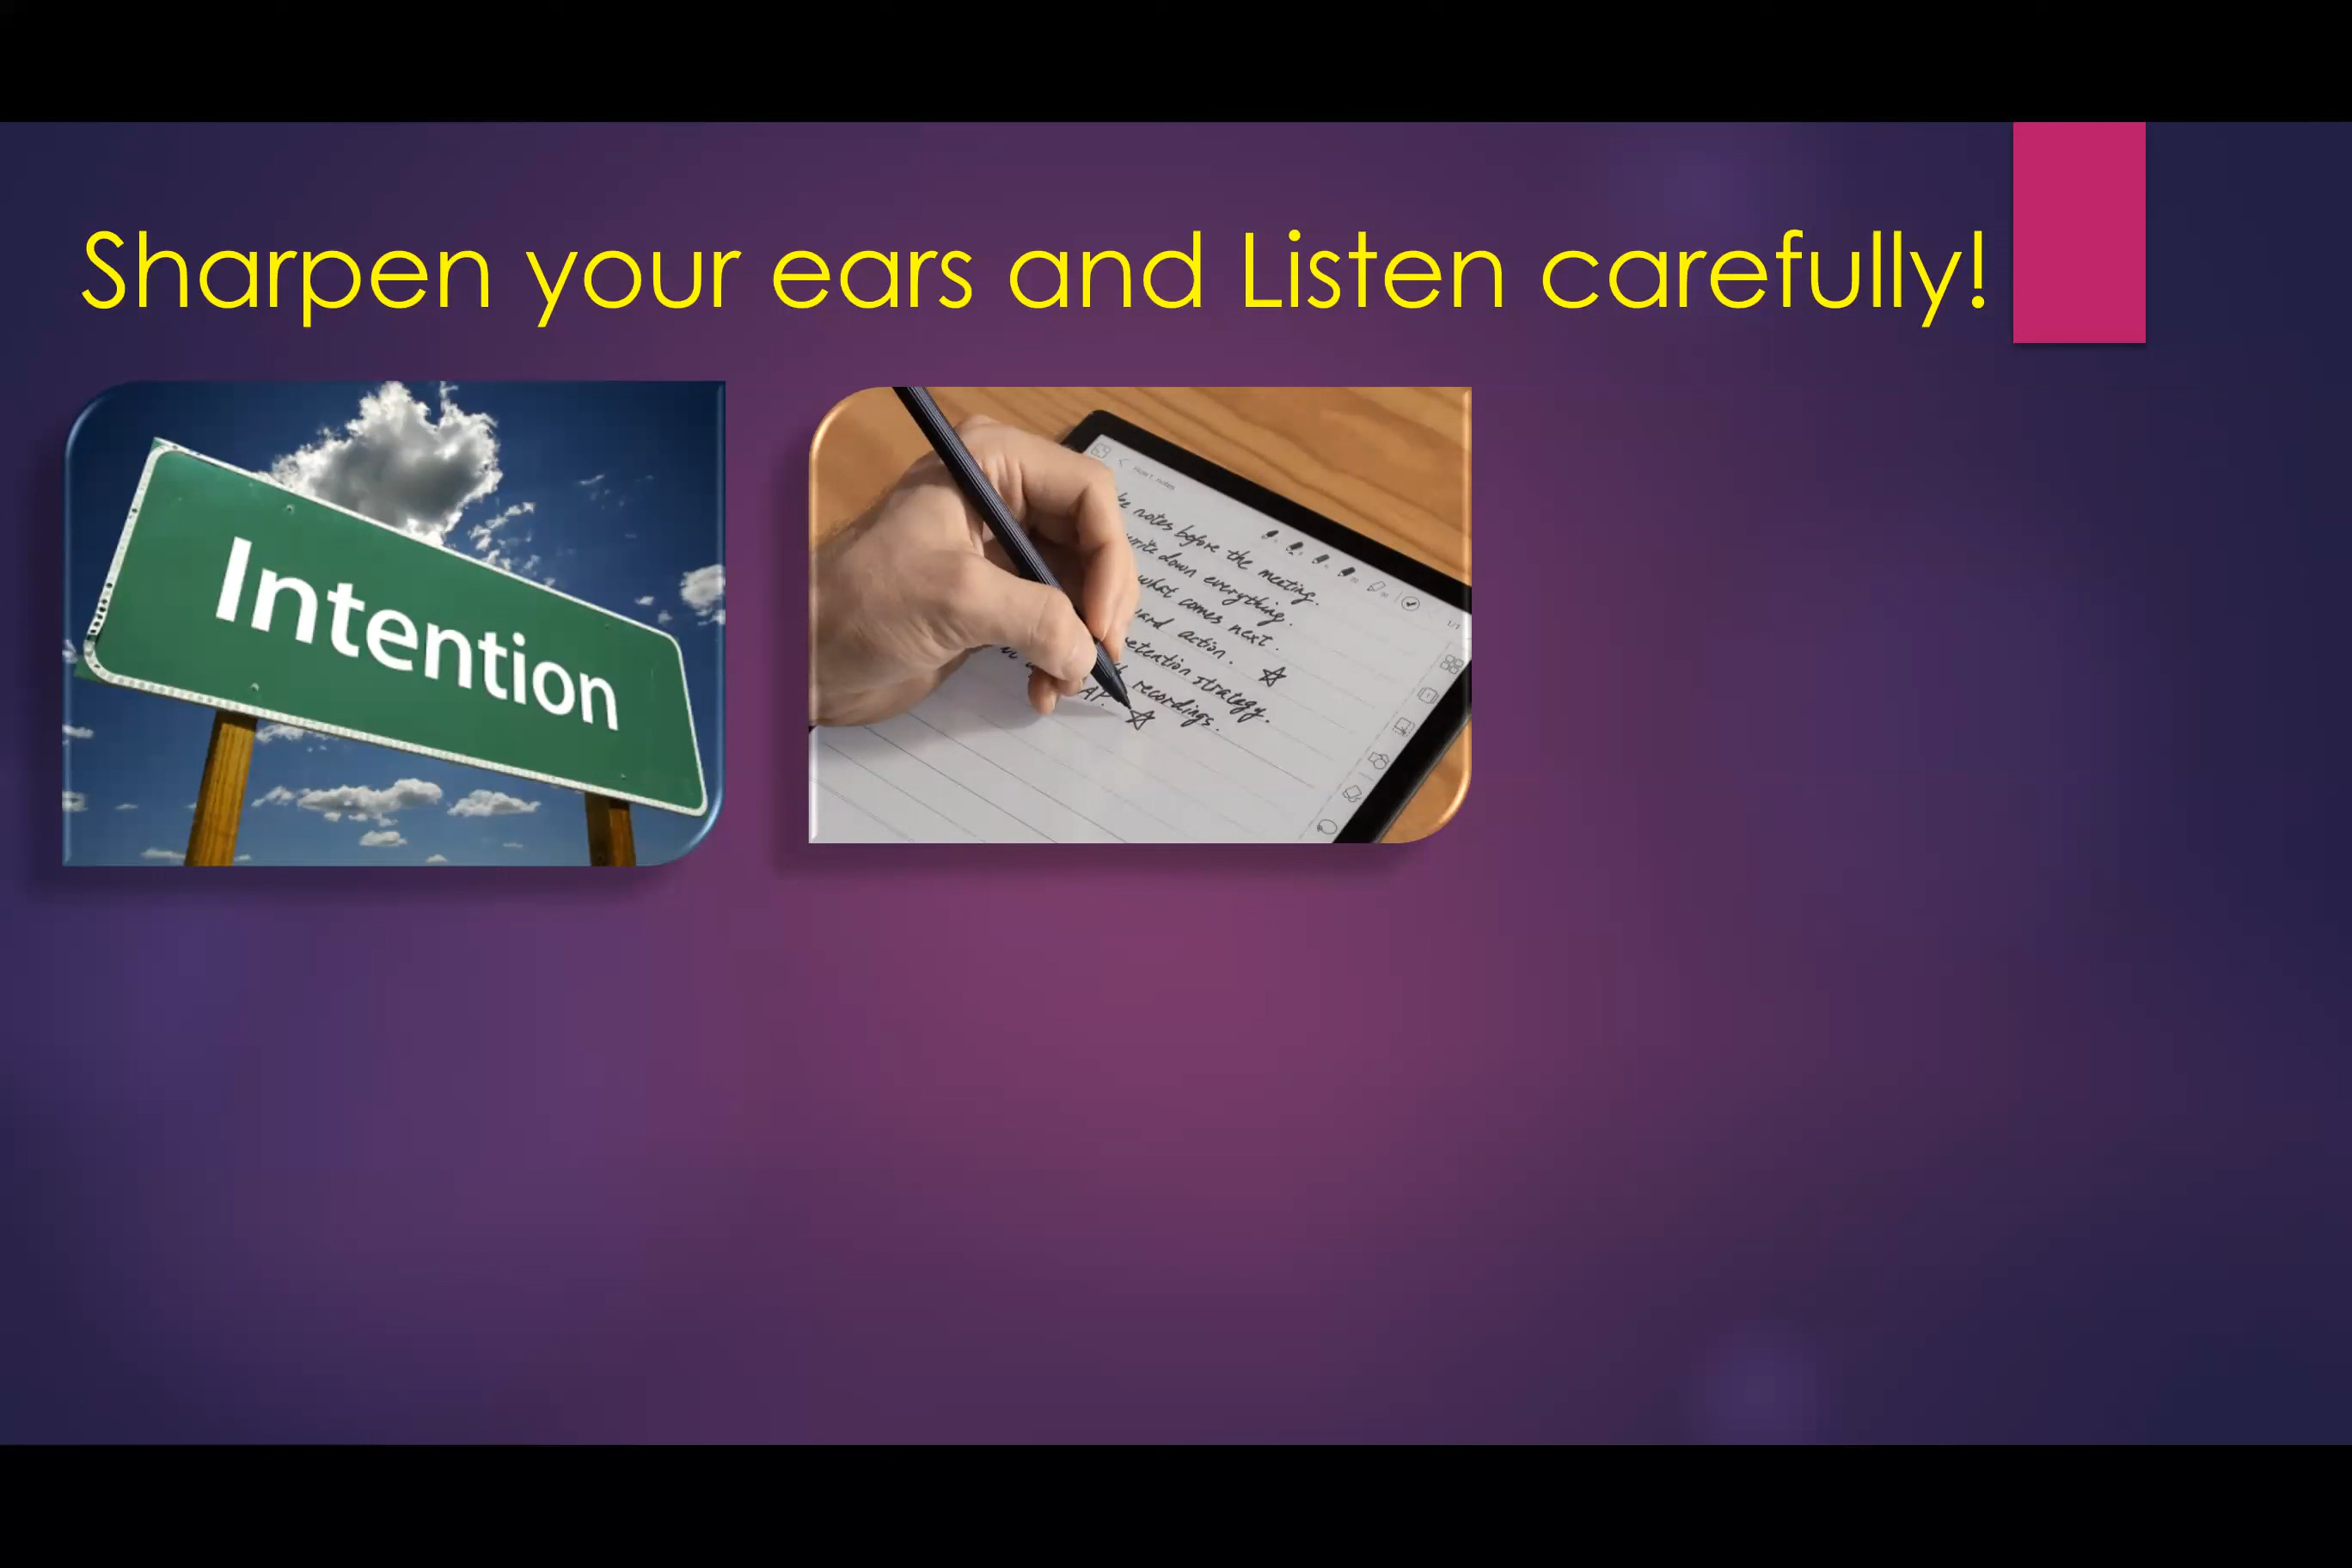 Sharpen your ears and Listen carefully!
Intention
notes before the meeting.
write down everything.
what comes next.
action.
retention strategy.
recordings.